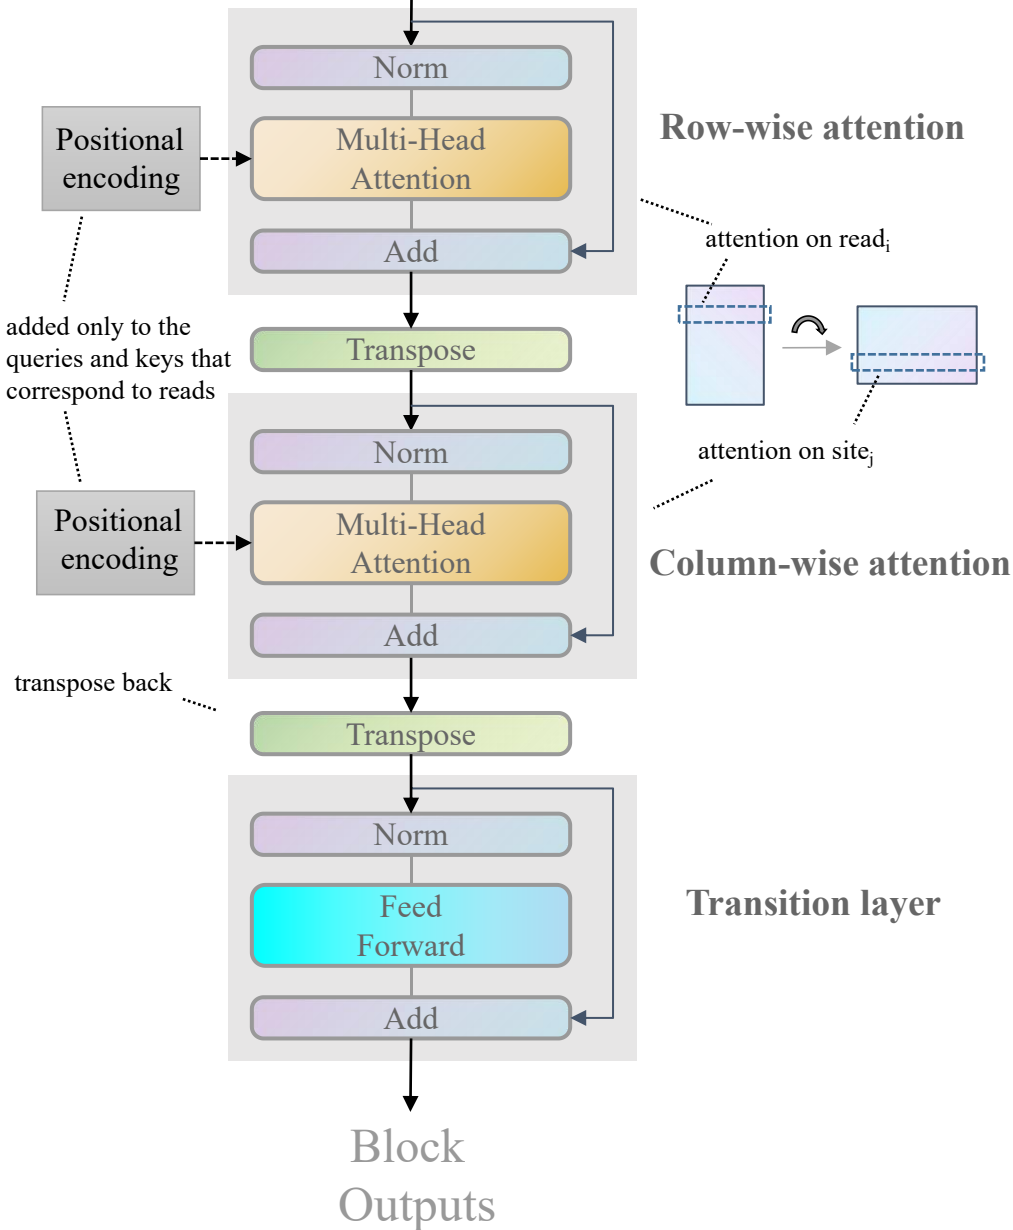 Norm
Positional
encoding
Multi-Head
Attention
Row-wise attention
Add
attention on readᵢ
added only to the
queries and keys that
correspond to reads
Transpose
Norm
attention on siteⱼ
Positional
encoding
Multi-Head
Attention
Column-wise attention
Add
transpose back
Transpose
Norm
Feed
Forward
Transition layer
Add
Block
Outputs